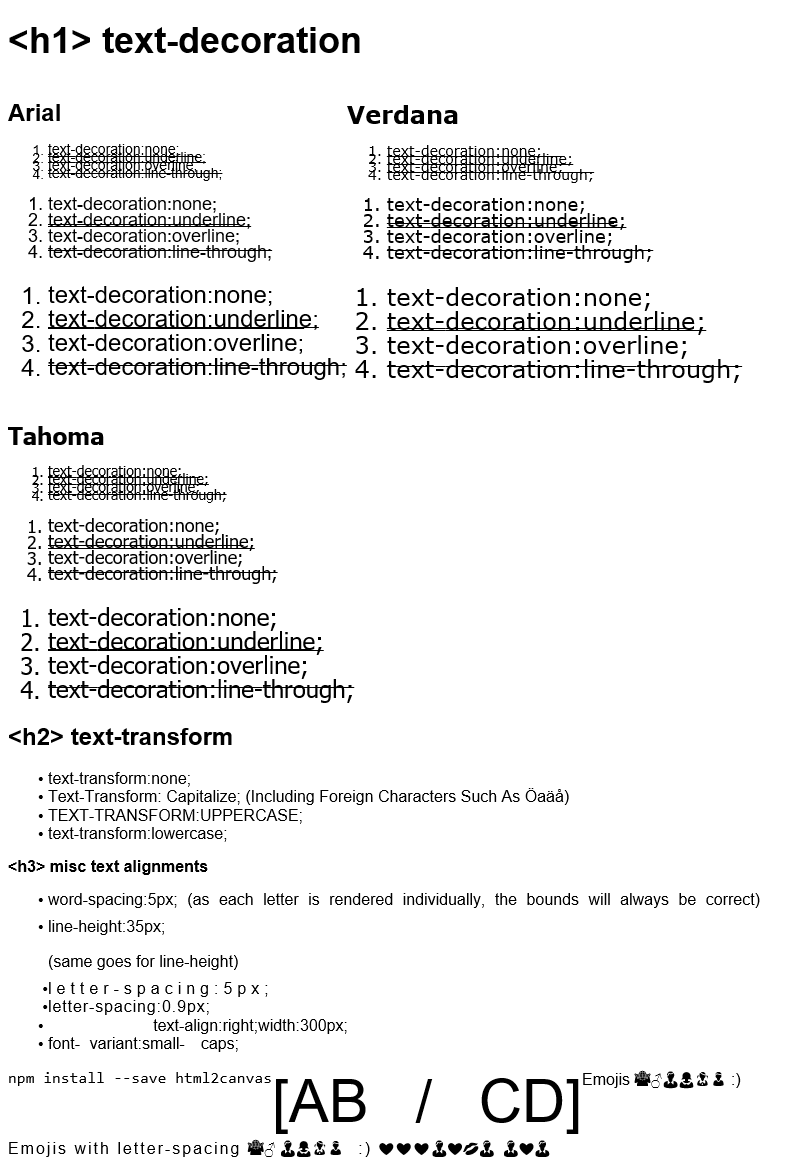 <h1> text-decoration
Arial
1. text-decoration:none;
2. text-decoration:underline;
3. text-decoration:overline;
4. text-decoration:line-through;
1. text-decoration:none;
2. text-decoration:underline;
3. text-decoration:overline;
4. text-decoration:line-through;
1. text-decoration:none;
2. text-decoration:underline;
3. text-decoration:overline;
4. text-decoration:line-through;
Verdana
1. text-decoration:none;
2. text-decoration:underline;
3. text-decoration:overline;
4. text-decoration:line-through;
1. text-decoration:none;
2. text-decoration:underline;
3. text-decoration:overline;
4. text-decoration:line-through;
1. text-decoration:none;
2. text-decoration:underline;
3. text-decoration:overline;
4. text-decoration:line-through;
Tahoma
1. text-decoration:none;
2. text-decoration:underline;
3. text-decoration:overline;
4. text-decoration:line-through;
1. text-decoration:none;
2. text-decoration:underline;
3. text-decoration:overline;
4. text-decoration:line-through;
1. text-decoration:none;
2. text-decoration:underline;
3. text-decoration:overline;
4. text-decoration:line-through;
<h2> text-transform
• text-transform:none;
• Text-Transform: Capitalize; (Including Foreign Characters Such As Öaäå)
• TEXT-TRANSFORM:UPPERCASE;
• text-transform:lowercase;
<h3> misc text alignments
• word-spacing:5px; (as each letter is rendered individually, the bounds will always be correct)
• line-height:35px;
(same goes for line-height)
•letter-spacing:5px;
•letter-spacing:0.9px;
• text-align:right;width:300px;
• font- variant:small- caps;
npm install --save html2canvas[AB / CD]Emojis :)
Emojis with letter-spacing :)